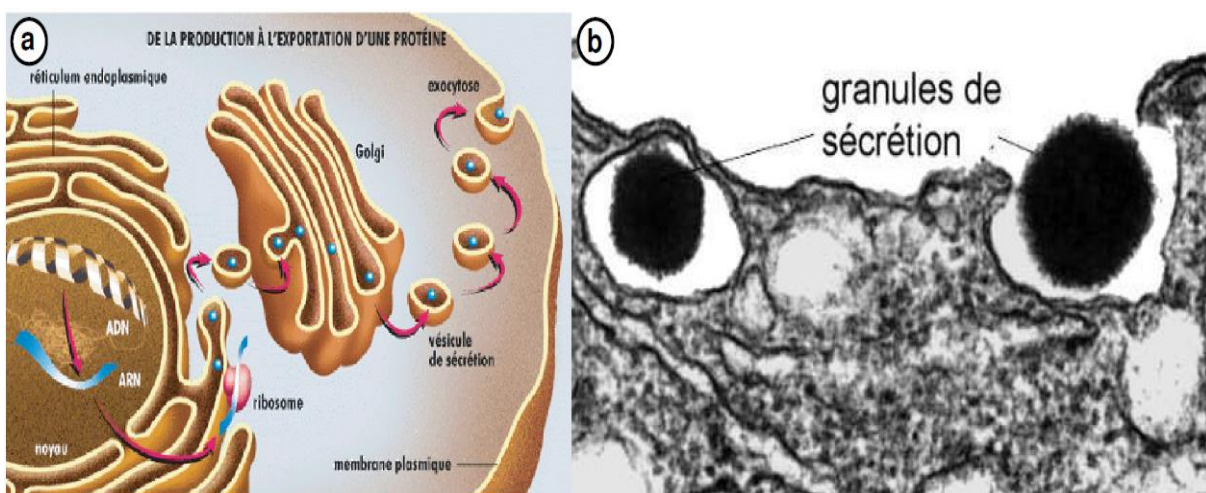 a
DE LA PRODUCTION À L'EXPORTATION D'UNE PROTÉINE
réticulum endoplasmique
exocytose
Golgi
ADN
ARN
vésicule
de sécrétion
ribosome
noyau
membrane plasmique
b
granules de
sécrétion